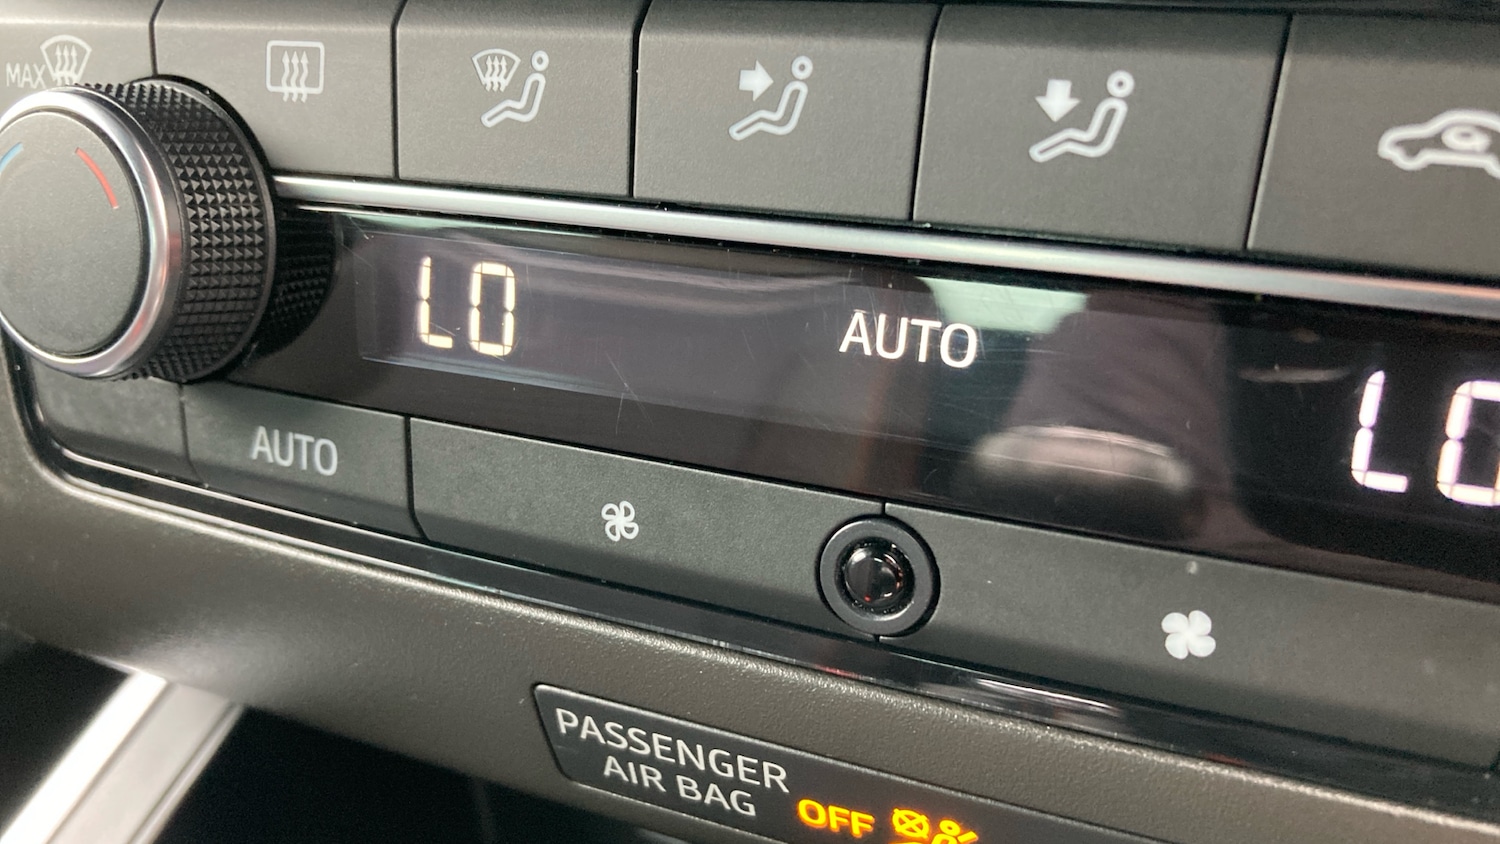 MAX
LO
AUTO
LO
AUTO
PASSENGER
AIR BAG
OFF